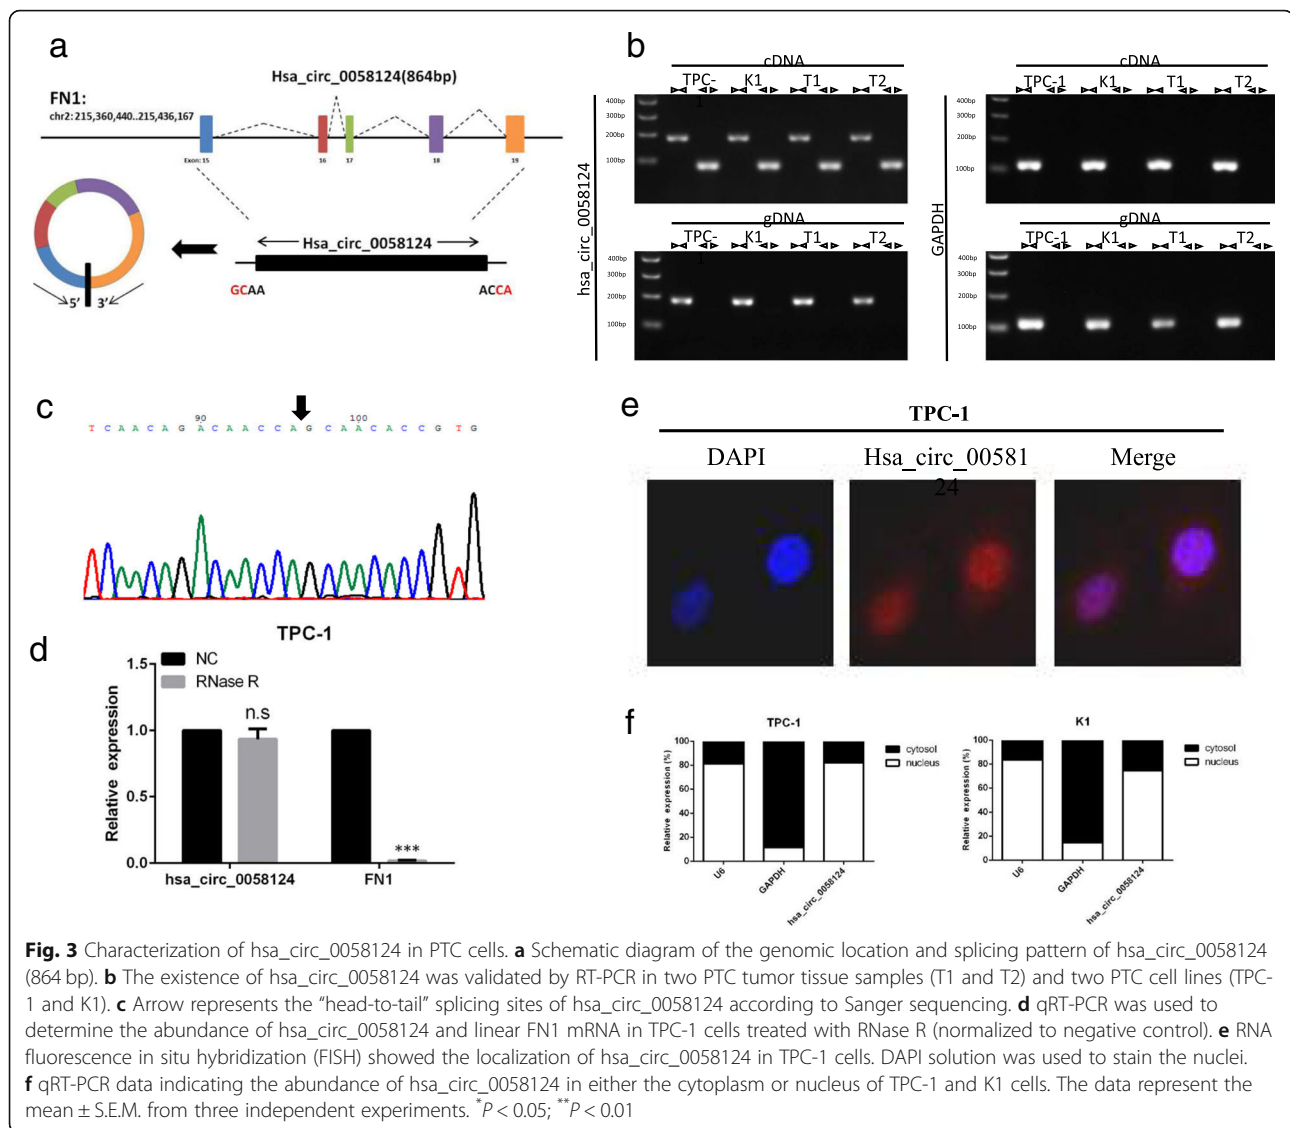 a
Hsa_circ_0058124(864bp)
FN1:
chr2: 215,360,440..215,436,167
Exon: 15
16
17
18
19
Hsa_circ_0058124
GCAA
ACCA
5’
3’
b
hsa_circ_0058124
cDNA
TPC-1
K1
T1
T2
400bp
300bp
200bp
100bp
gDNA
TPC-1
K1
T1
T2
400bp
300bp
200bp
100bp
GAPDH
cDNA
TPC-1
K1
T1
T2
400bp
300bp
200bp
100bp
gDNA
TPC-1
K1
T1
T2
400bp
300bp
200bp
100bp
c
90
100
T C A A C A G A C A A C C A G C A A C A C C G T G
d
TPC-1
NC
RNase R
Relative expression
1.5
1.0
0.5
0.0
n.s
***
hsa_circ_0058124
FN1
e
TPC-1
DAPI
Hsa_circ_00581
24
Merge
f
TPC-1
Relative expression (%)
100
80
60
40
20
0
cytosol
nucleus
U6
GAPDH
hsa_circ_0058124
K1
Relative expression (%)
100
80
60
40
20
0
cytosol
nucleus
U6
GAPDH
hsa_circ_0058124
Fig. 3 Characterization of hsa_circ_0058124 in PTC cells. a Schematic diagram of the genomic location and splicing pattern of hsa_circ_0058124
(864 bp). b The existence of hsa_circ_0058124 was validated by RT-PCR in two PTC tumor tissue samples (T1 and T2) and two PTC cell lines (TPC-
1 and K1). c Arrow represents the “head-to-tail” splicing sites of hsa_circ_0058124 according to Sanger sequencing. d qRT-PCR was used to
determine the abundance of hsa_circ_0058124 and linear FN1 mRNA in TPC-1 cells treated with RNase R (normalized to negative control). e RNA
fluorescence in situ hybridization (FISH) showed the localization of hsa_circ_0058124 in TPC-1 cells. DAPI solution was used to stain the nuclei.
f qRT-PCR data indicating the abundance of hsa_circ_0058124 in either the cytoplasm or nucleus of TPC-1 and K1 cells. The data represent the
mean ± S.E.M. from three independent experiments. *P < 0.05; **P < 0.01